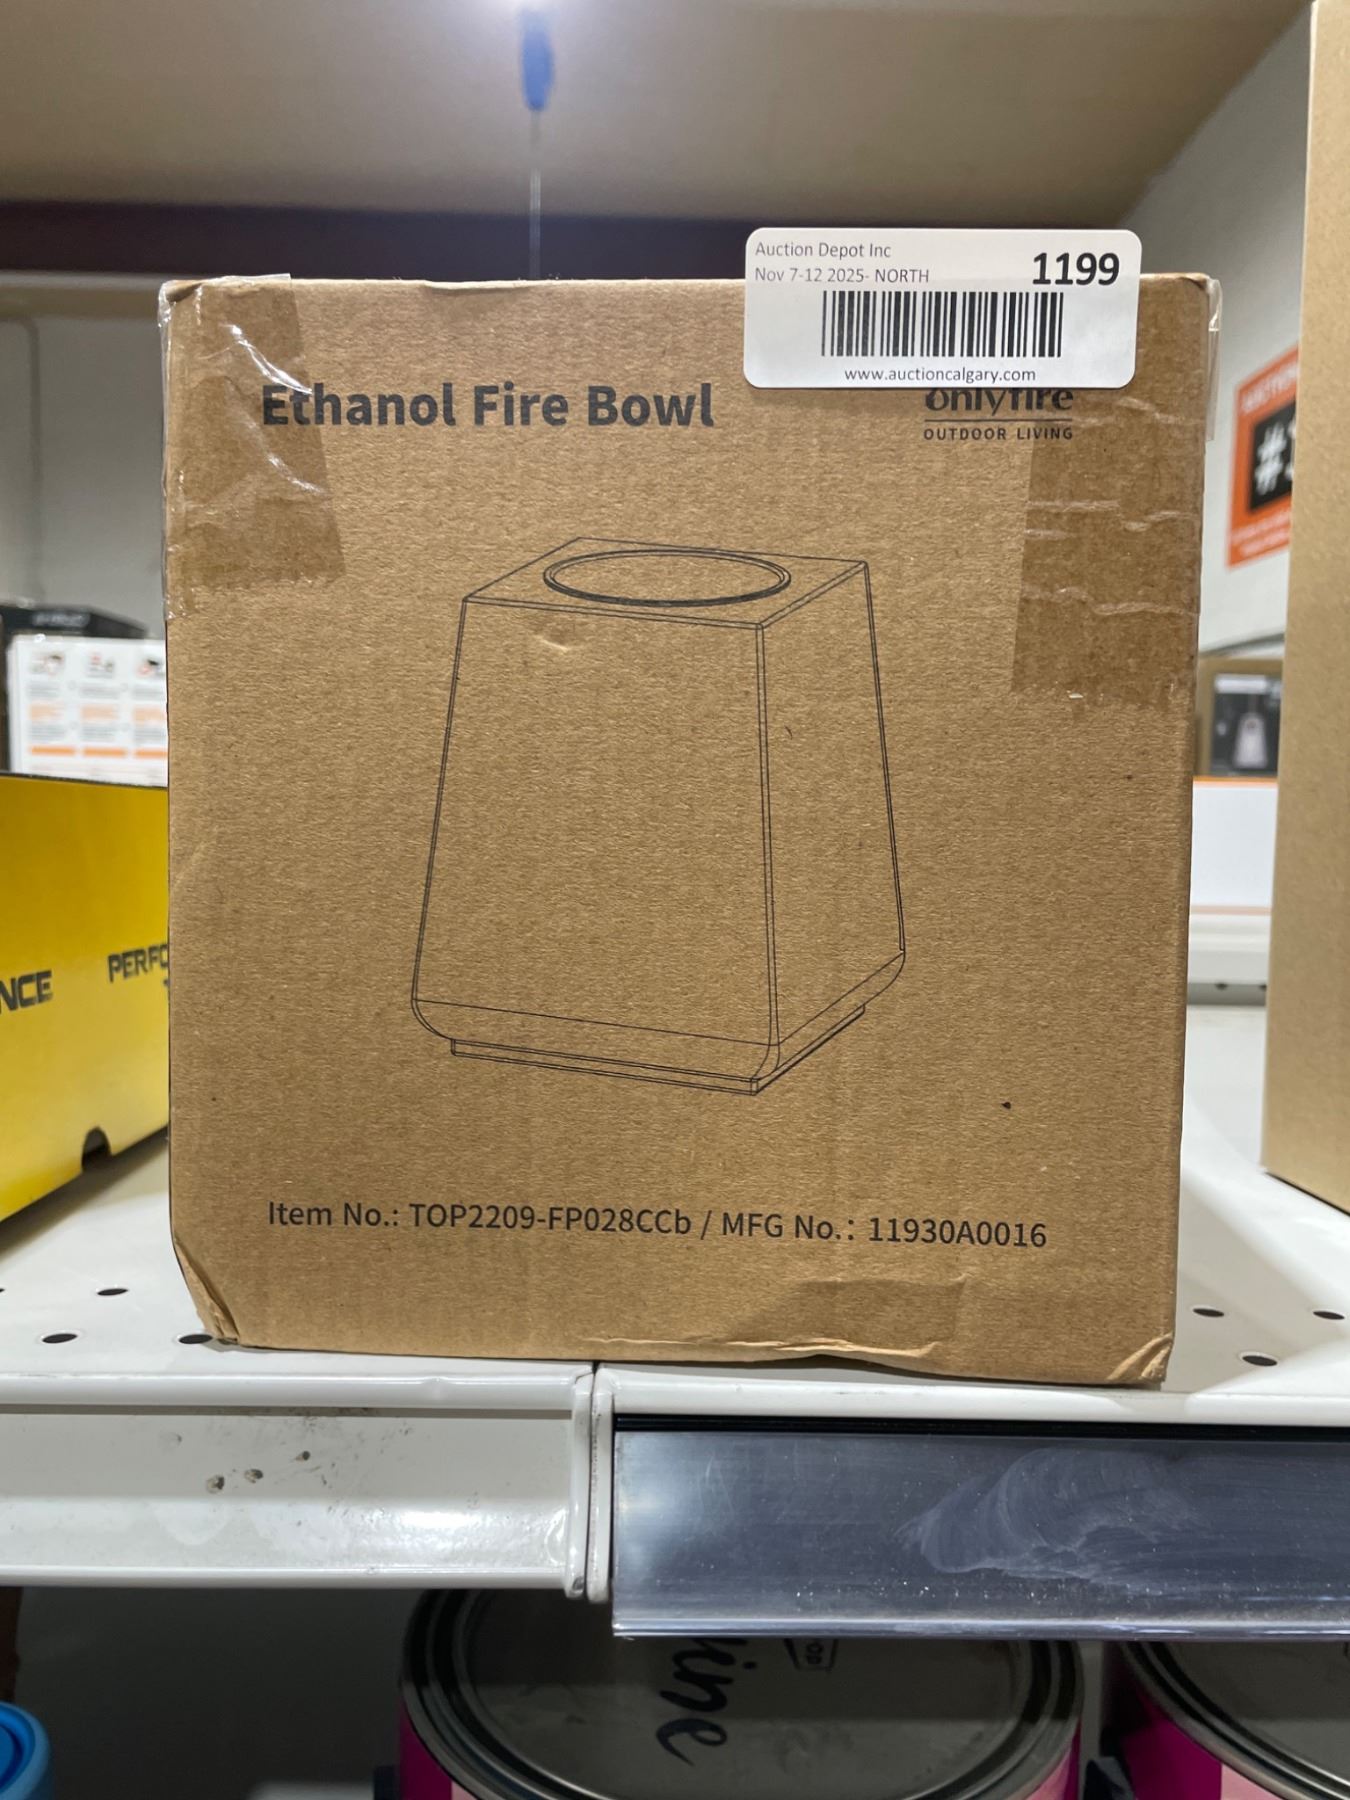 Auction Depot Inc
Nov 7-12 2025- NORTH
1199
www.auctioncalgary.com
Ethanol Fire Bowl
onlyfire
OUTDOOR LIVING
Item No.: TOP2209-FP028CCb / MFG No.: 11930A0016
NCE
PERFO
ine
#